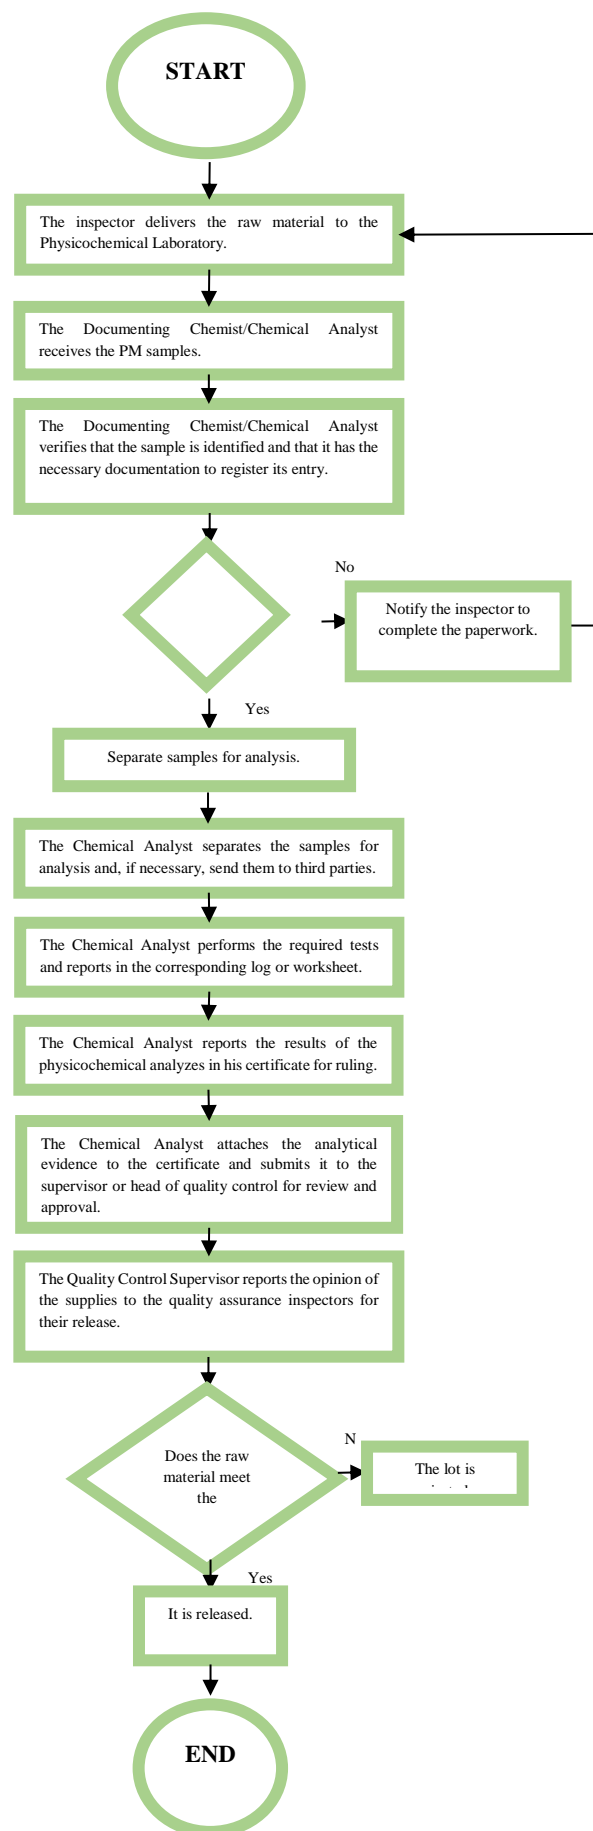 START
The inspector delivers the raw material to the
Physicochemical Laboratory.
The Documenting Chemist/Chemical Analyst
receives the PM samples.
The Documenting Chemist/Chemical Analyst
verifies that the sample is identified and that it has the
necessary documentation to register its entry.
No
Notify the inspector to
complete the paperwork.
Yes
Separate samples for analysis.
The Chemical Analyst separates the samples for
analysis and, if necessary, send them to third parties.
The Chemical Analyst performs the required tests
and reports in the corresponding log or worksheet.
The Chemical Analyst reports the results of the
physicochemical analyzes in his certificate for ruling.
The Chemical Analyst attaches the analytical
evidence to the certificate and submits it to the
supervisor or head of quality control for review and
approval.
The Quality Control Supervisor reports the opinion of
the supplies to the quality assurance inspectors for
their release.
Does the raw
material meet
the
N
The lot is
Yes
It is released.
END